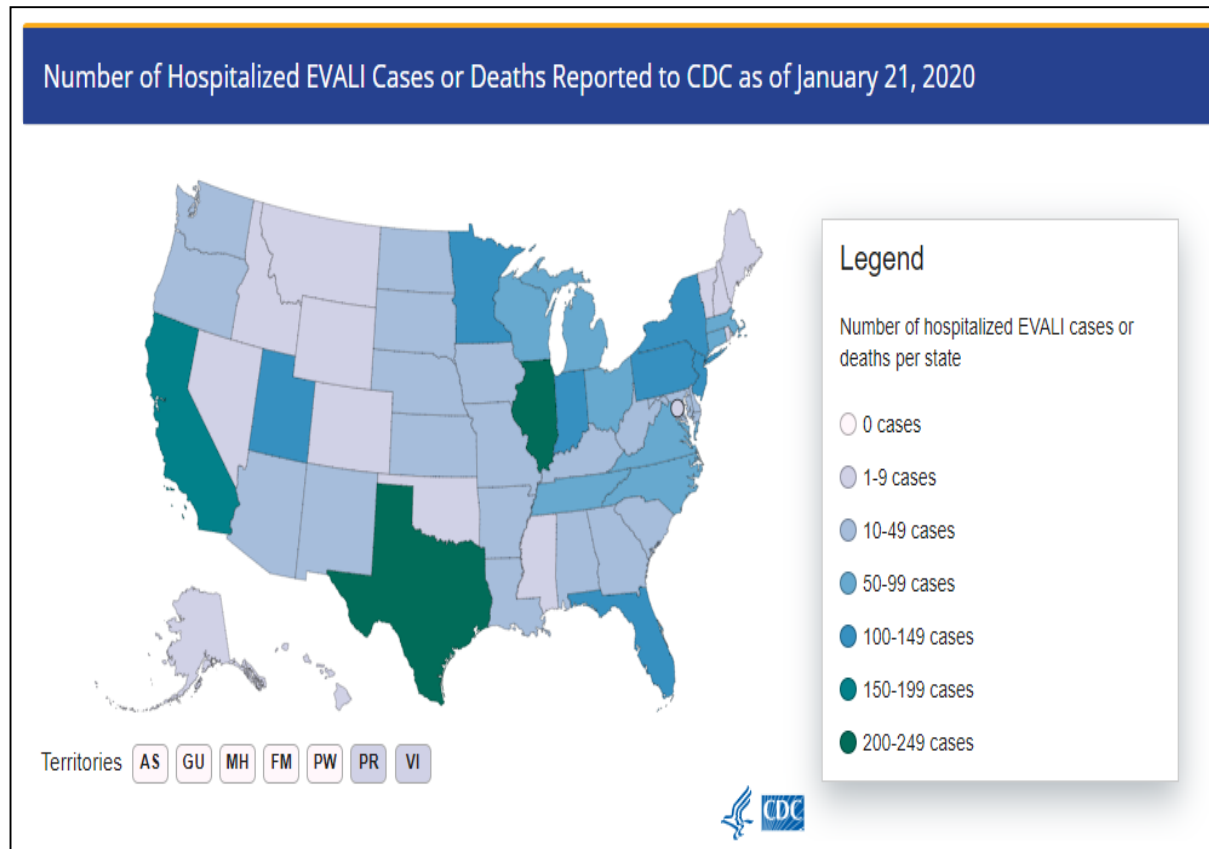 Number of Hospitalized EVALI Cases or Deaths Reported to CDC as of January 21, 2020
Legend
Number of hospitalized EVALI cases or
deaths per state
0 cases
1-9 cases
10-49 cases
50-99 cases
100-149 cases
150-199 cases
200-249 cases
Territories AS GU MH FM PW PR VI
CDC